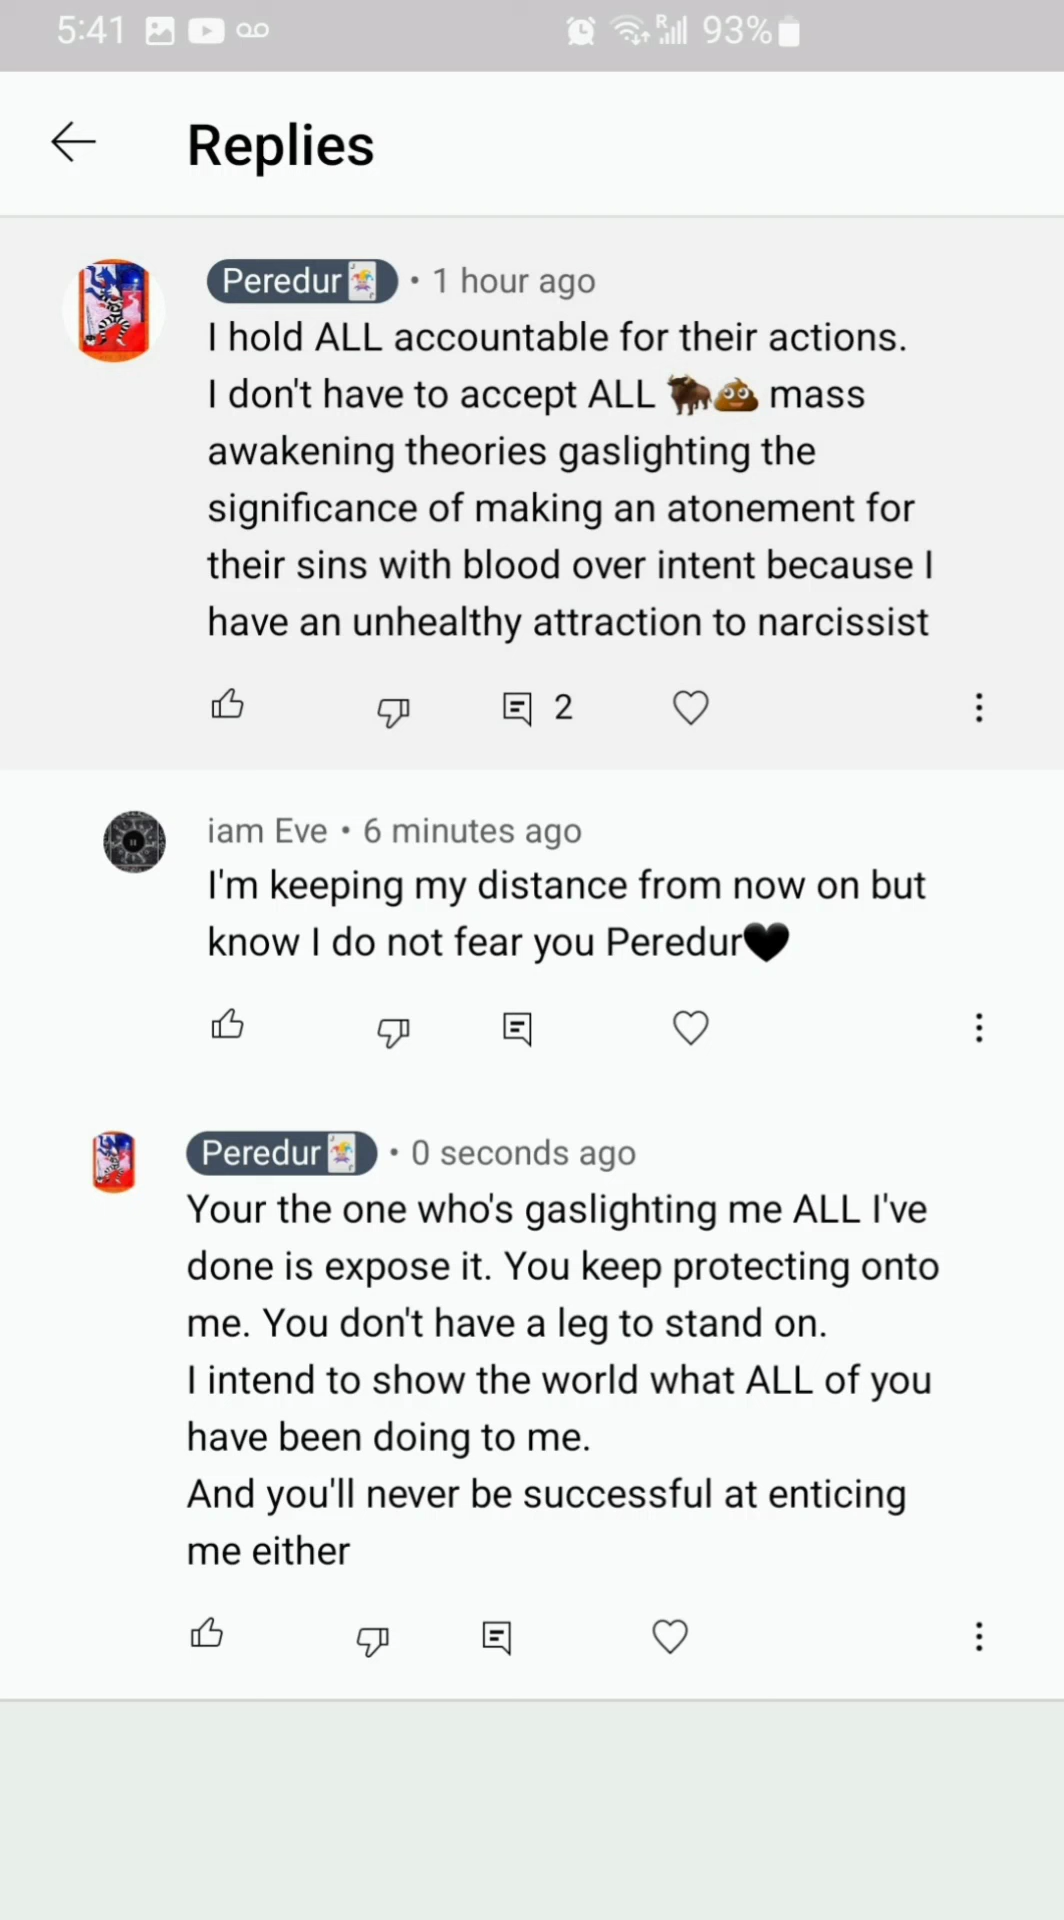 5:41 93%
Replies
Peredur🃏 • 1 hour ago
I hold ALL accountable for their actions.
I don't have to accept ALL 🐂💩 mass
awakening theories gaslighting the
significance of making an atonement for
their sins with blood over intent because I
have an unhealthy attraction to narcissist
2
iam Eve • 6 minutes ago
I'm keeping my distance from now on but
know I do not fear you Peredur🖤
Peredur🃏 • 0 seconds ago
Your the one who's gaslighting me ALL I've
done is expose it. You keep protecting onto
me. You don't have a leg to stand on.
I intend to show the world what ALL of you
have been doing to me.
And you'll never be successful at enticing
me either